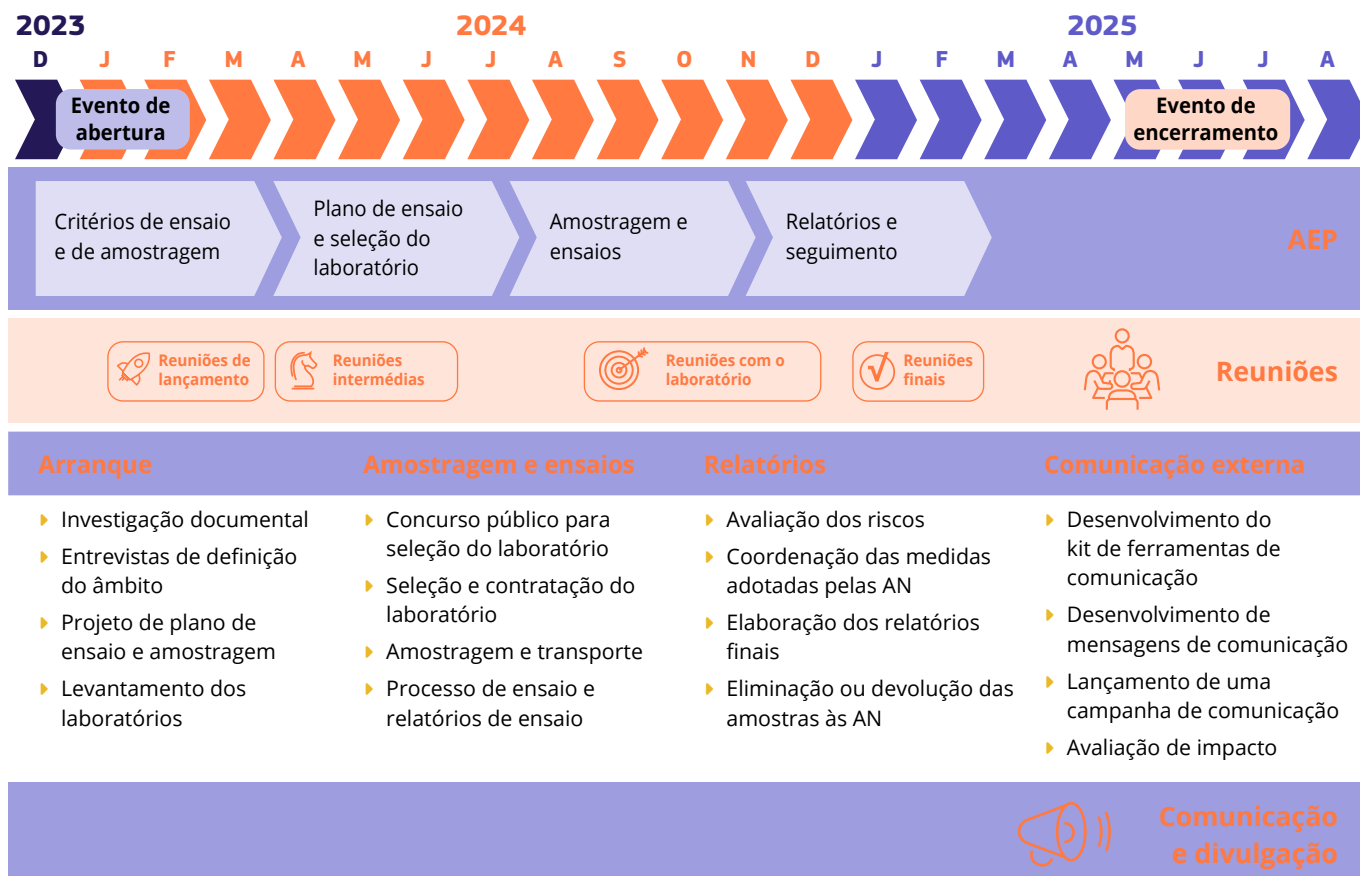 2023
2024
2025
D J F M A M J J A S O N D J F M A M J J A
Evento de
abertura
Evento de
encerramento
Critérios de ensaio
e de amostragem
Plano de ensaio
e seleção do
laboratório
Amostragem e
ensaios
Relatórios e
seguimento
AEP
Reuniões de
lançamento
Reuniões
intermédias
Reuniões com o
laboratório
Reuniões
finais
Reuniões
Arranque
Investigação documental
Entrevistas de definição
do âmbito
Projeto de plano de
ensaio e amostragem
Levantamento dos
laboratórios
Amostragem e ensaios
Concurso público para
seleção do laboratório
Seleção e contratação do
laboratório
Amostragem e transporte
Processo de ensaio e
relatórios de ensaio
Relatórios
Avaliação dos riscos
Coordenação das medidas
adotadas pelas AN
Elaboração dos relatórios
finais
Eliminação ou devolução das
amostras às AN
Comunicação externa
Desenvolvimento do
kit de ferramentas de
comunicação
Desenvolvimento de
mensagens de comunicação
Lançamento de uma
campanha de comunicação
Avaliação de impacto
Comunicação
e divulgação